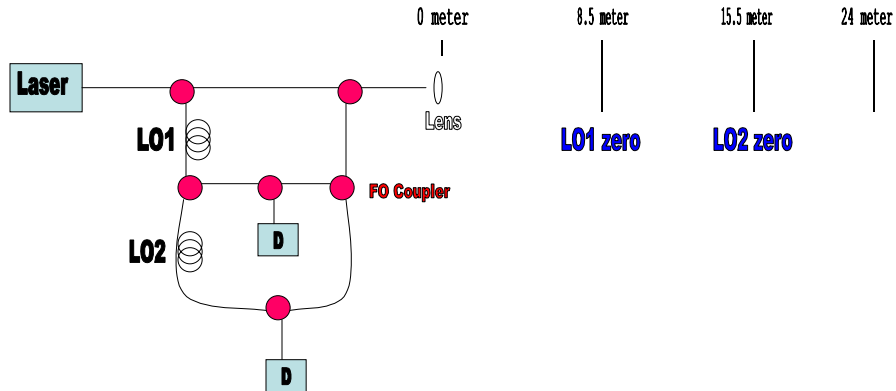 0 meter
8.5 meter
15.5 meter
24 meter
Laser
Lens
LO1
LO1 zero
LO2 zero
FO Coupler
D
LO2
D